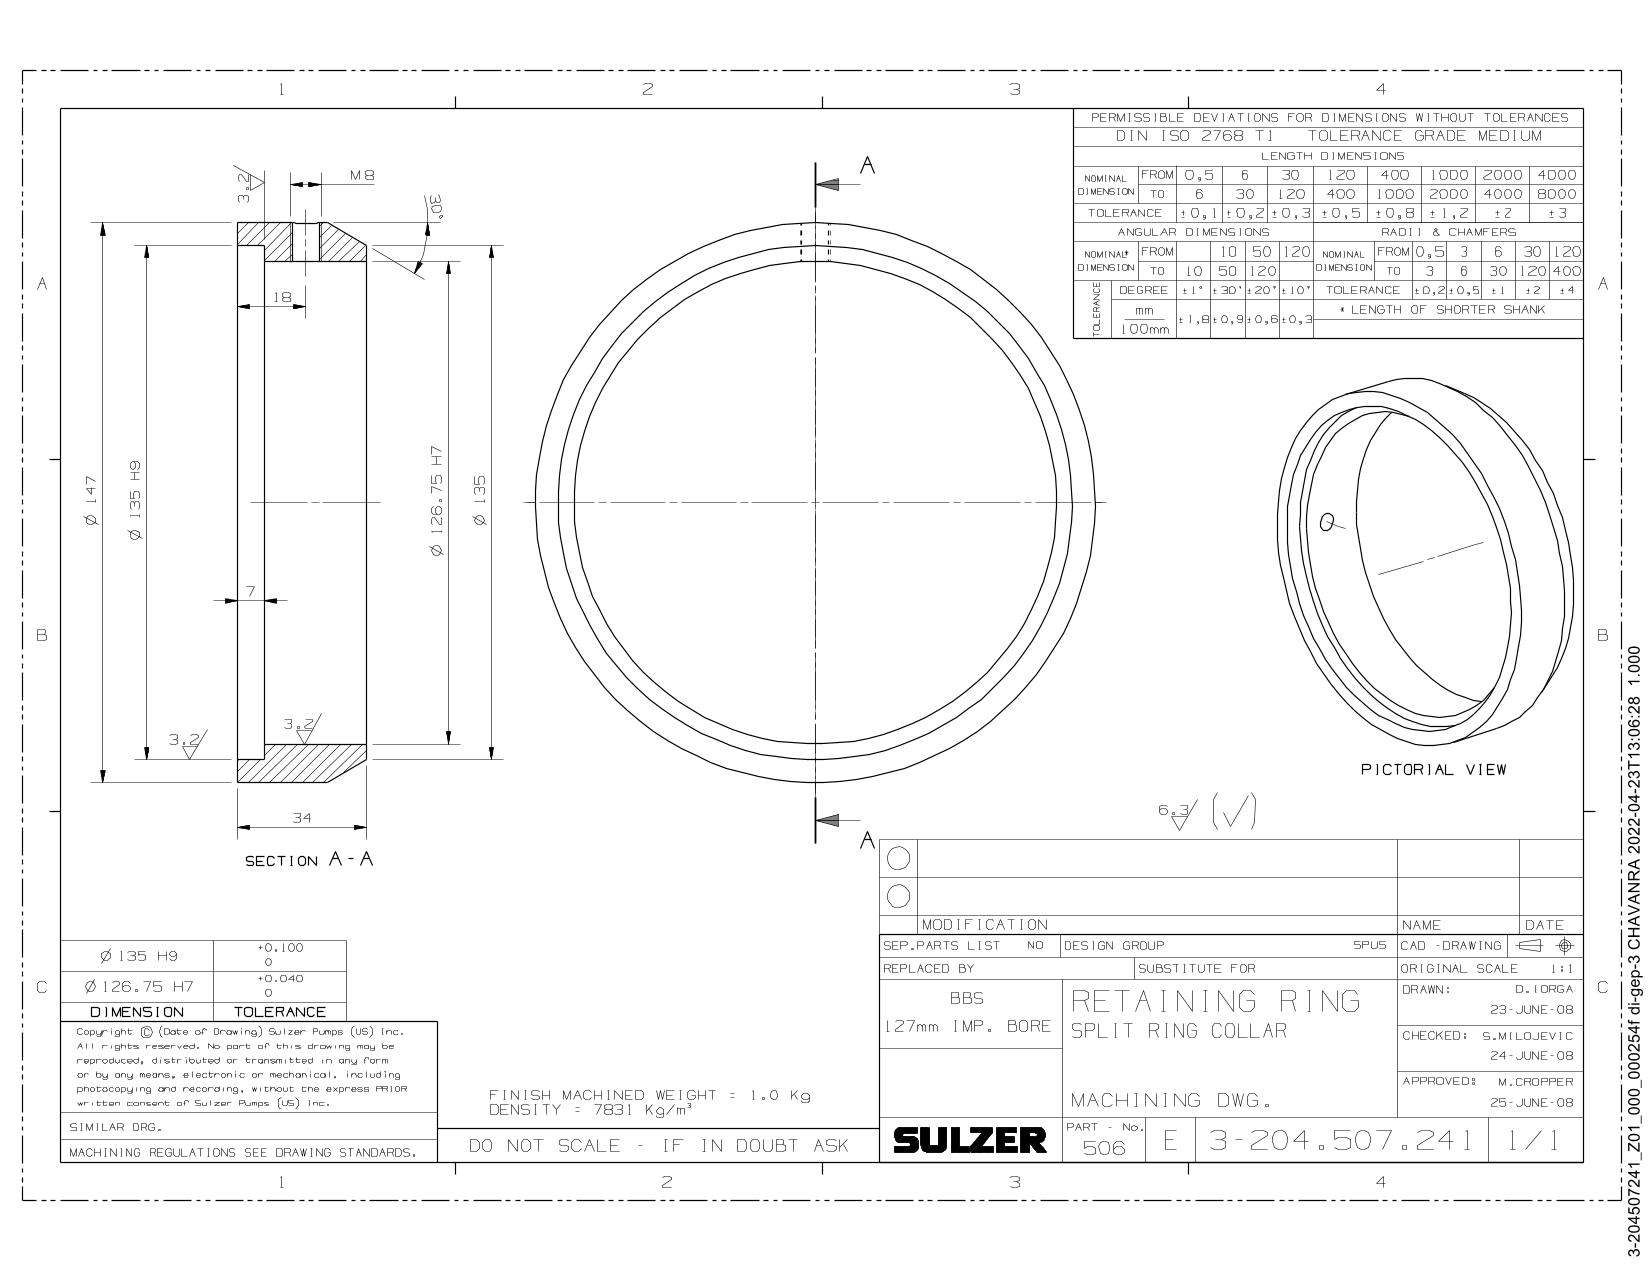 1 2 3 4
PERMISSIBLE DEVIATIONS FOR DIMENSIONS WITHOUT TOLERANCES
DIN ISO 2768 T1 TOLERANCE GRADE MEDIUM
LENGTH DIMENSIONS
NOMINAL DIMENSION FROM 0,5 6 30 120 400 1000 2000 4000
TO 6 30 120 400 1000 2000 4000 8000
TOLERANCE ±0,1 ±0,2 ±0,3 ±0,5 ±0,8 ±1,2 ±2 ±3
ANGULAR DIMENSIONS RADII & CHAMFERS
NOMINAL* DIMENSION FROM 10 50 120 NOMINAL DIMENSION FROM 0,5 3 6 30 120
TO 10 50 120 TO 3 6 30 120 400
TOLERANCE DEGREE ±1° ±30' ±20' ±10' TOLERANCE ±0,2 ±0,5 ±1 ±2 ±4
mm ±1,8 ±0,9 ±0,6 ±0,3 * LENGTH OF SHORTER SHANK
100mm
A
3.2
M8
30°
A
A
18
Ø 147
Ø 135 H9
Ø 126.75 H7
Ø 135
7
B
B
3.2
3.2
34
SECTION A-A
A
A
PICTORIAL VIEW
6.3 (✓)
MODIFICATION NAME DATE
SEP.PARTS LIST NO DESIGN GROUP 5PU5 CAD -DRAWING
REPLACED BY SUBSTITUTE FOR ORIGINAL SCALE 1:1
BBS
127mm IMP. BORE
RETAINING RING
SPLIT RING COLLAR
MACHINING DWG.
DRAWN: D.IORGA
23-JUNE-08
CHECKED: S.MILOJEVIC
24-JUNE-08
APPROVED: M.CROPPER
25-JUNE-08
SULZER
PART - No.
506
E 3-204.507.241 1/1
C
C
Ø 135 H9 +0.100
0
Ø 126.75 H7 +0.040
0
DIMENSION TOLERANCE
Copyright © (Date of Drawing) Sulzer Pumps (US) Inc.
All rights reserved. No part of this drawing may be
reproduced, distributed or transmitted in any form
or by any means, electronic or mechanical, including
photocopying and recording, without the express PRIOR
written consent of Sulzer Pumps (US) Inc.
SIMILAR DRG.
MACHINING REGULATIONS SEE DRAWING STANDARDS.
FINISH MACHINED WEIGHT = 1.0 Kg
DENSITY = 7831 Kg/m³
DO NOT SCALE - IF IN DOUBT ASK
1 2 3 4
3-204507241_Z01_000_000254f di-gep-3 CHAVANRA 2022-04-23T13:06:28 1.000